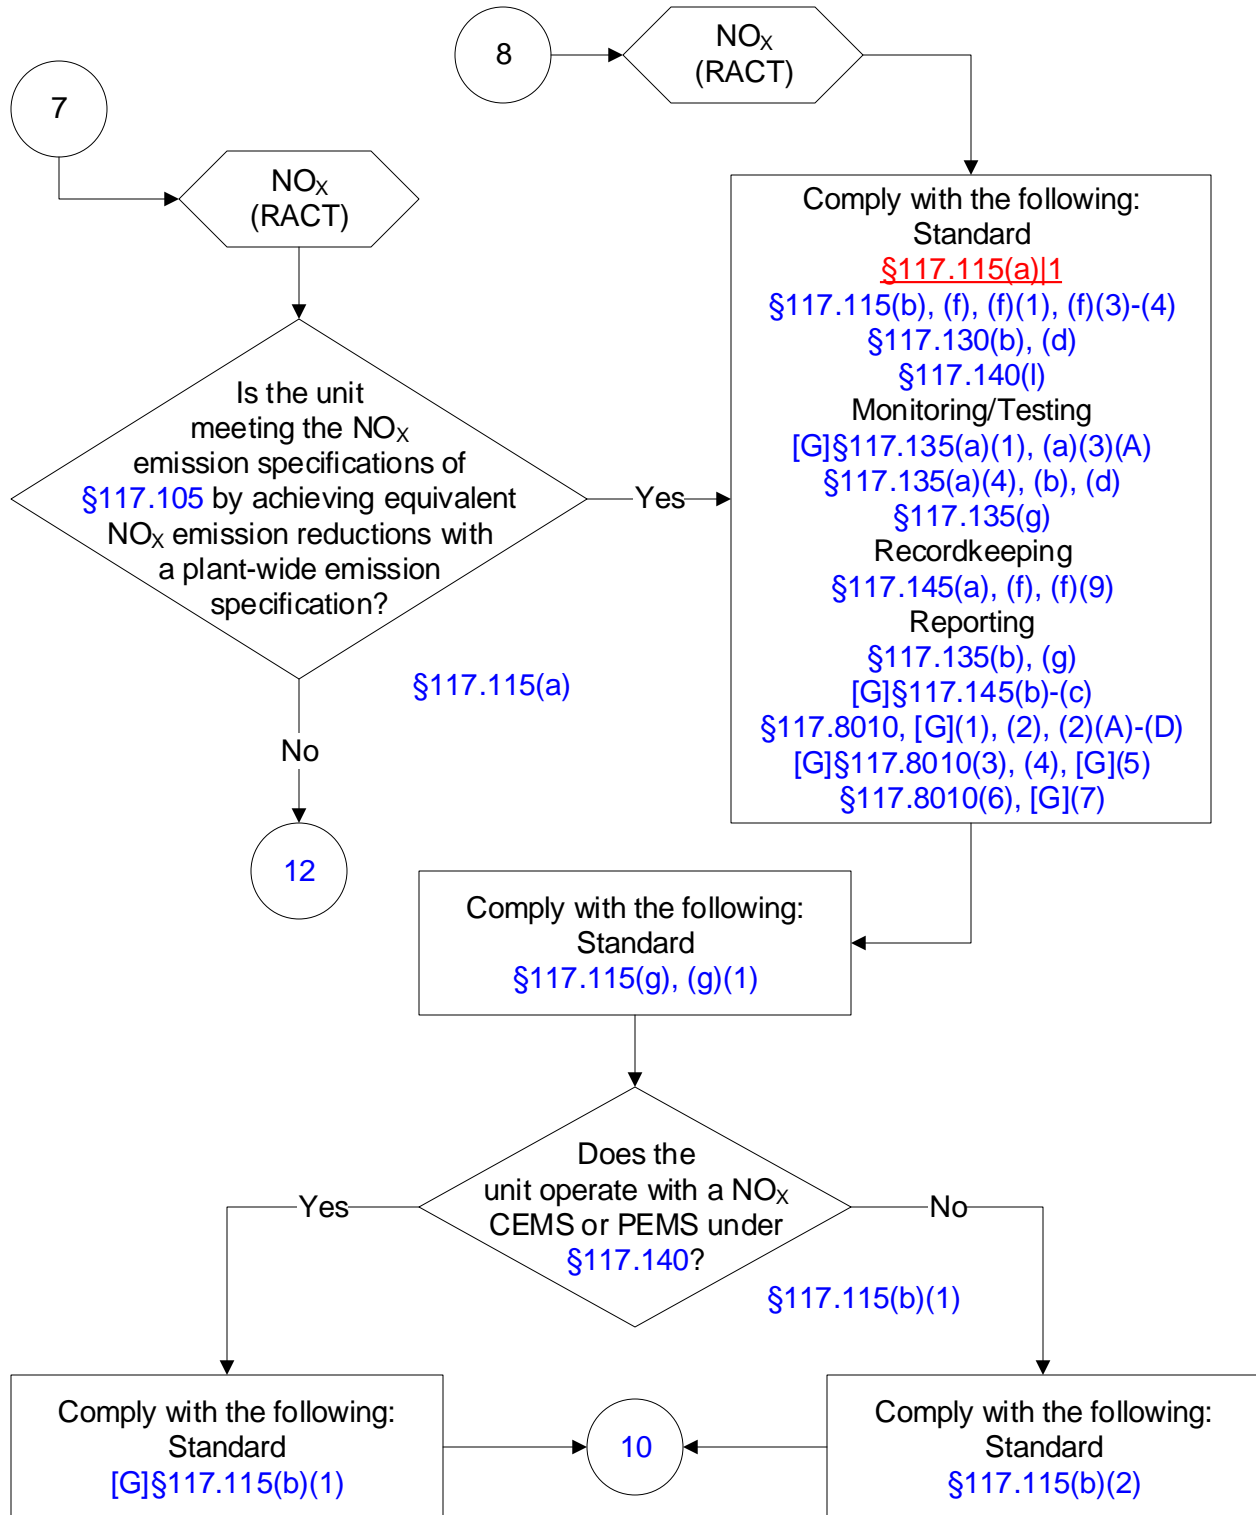 8
NOX
(RACT)
7
NOX
(RACT)
Comply with the following:
Standard
§117.115(a)|1
§117.115(b), (f), (f)(1), (f)(3)-(4)
§117.130(b), (d)
§117.140(l)
Monitoring/Testing
[G]§117.135(a)(1), (a)(3)(A)
§117.135(a)(4), (b), (d)
§117.135(g)
Recordkeeping
§117.145(a), (f), (f)(9)
Reporting
§117.135(b), (g)
[G]§117.145(b)-(c)
§117.8010, [G](1), (2), (2)(A)-(D)
[G]§117.8010(3), (4), [G](5)
§117.8010(6), [G](7)
Is the unit
meeting the NOX
emission specifications of
§117.105 by achieving equivalent
NOX emission reductions with
a plant-wide emission
specification?
Yes
§117.115(a)
No
12
Comply with the following:
Standard
§117.115(g), (g)(1)
Does the
unit operate with a NOX
CEMS or PEMS under
§117.140?
Yes
No
§117.115(b)(1)
Comply with the following:
Standard
[G]§117.115(b)(1)
10
Comply with the following:
Standard
§117.115(b)(2)